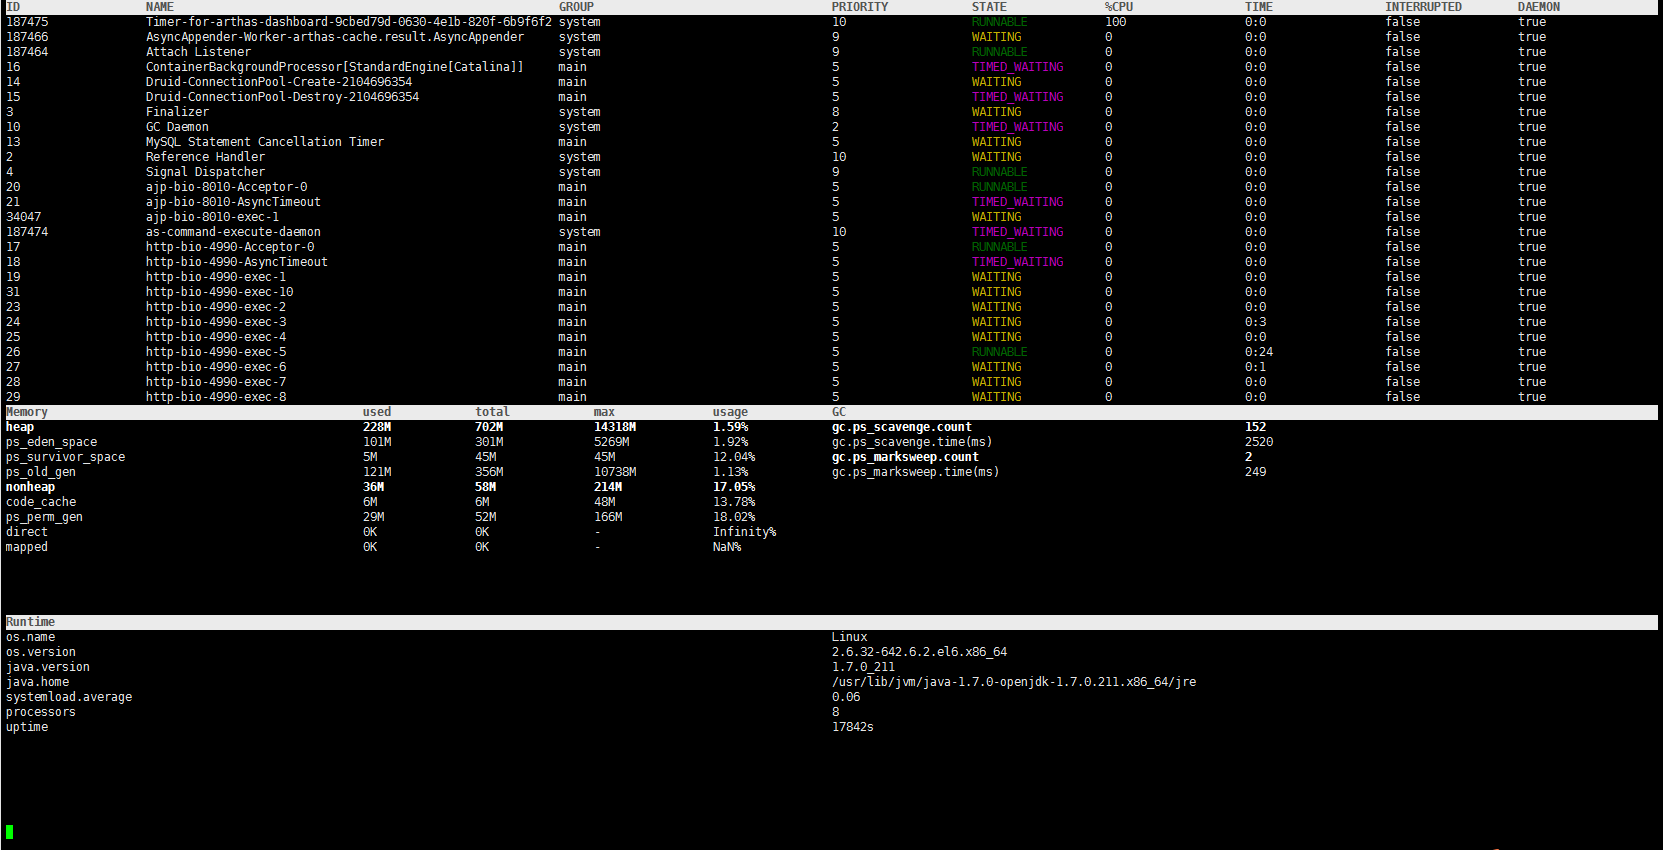 ID NAME GROUP PRIORITY STATE %CPU TIME INTERRUPTED DAEMON
187475 Timer-for-arthas-dashboard-9cbed79d-0630-4e1b-820f-6b9f6f2 system 10 RUNNABLE 100 0:0 false true
187466 AsyncAppender-Worker-arthas-cache.result.AsyncAppender system 9 WAITING 0 0:0 false true
187464 Attach Listener system 9 RUNNABLE 0 0:0 false true
16 ContainerBackgroundProcessor[StandardEngine[Catalina]] main 5 TIMED_WAITING 0 0:0 false true
14 Druid-ConnectionPool-Create-2104696354 main 5 WAITING 0 0:0 false true
15 Druid-ConnectionPool-Destroy-2104696354 main 5 TIMED_WAITING 0 0:0 false true
3 Finalizer system 8 WAITING 0 0:0 false true
10 GC Daemon system 2 TIMED_WAITING 0 0:0 false true
13 MySQL Statement Cancellation Timer main 5 WAITING 0 0:0 false true
2 Reference Handler system 10 WAITING 0 0:0 false true
4 Signal Dispatcher system 9 RUNNABLE 0 0:0 false true
20 ajp-bio-8010-Acceptor-0 main 5 RUNNABLE 0 0:0 false true
21 ajp-bio-8010-AsyncTimeout main 5 TIMED_WAITING 0 0:0 false true
34047 ajp-bio-8010-exec-1 main 5 WAITING 0 0:0 false true
187474 as-command-execute-daemon system 10 TIMED_WAITING 0 0:0 false true
17 http-bio-4990-Acceptor-0 main 5 RUNNABLE 0 0:0 false true
18 http-bio-4990-AsyncTimeout main 5 TIMED_WAITING 0 0:0 false true
19 http-bio-4990-exec-1 main 5 WAITING 0 0:0 false true
31 http-bio-4990-exec-10 main 5 WAITING 0 0:0 false true
23 http-bio-4990-exec-2 main 5 WAITING 0 0:0 false true
24 http-bio-4990-exec-3 main 5 WAITING 0 0:3 false true
25 http-bio-4990-exec-4 main 5 WAITING 0 0:0 false true
26 http-bio-4990-exec-5 main 5 RUNNABLE 0 0:24 false true
27 http-bio-4990-exec-6 main 5 WAITING 0 0:1 false true
28 http-bio-4990-exec-7 main 5 WAITING 0 0:0 false true
29 http-bio-4990-exec-8 main 5 WAITING 0 0:0 false true
Memory used total max usage GC
heap 228M 702M 14318M 1.59% gc.ps_scavenge.count 152
ps_eden_space 101M 301M 5269M 1.92% gc.ps_scavenge.time(ms) 2520
ps_survivor_space 5M 45M 45M 12.04% gc.ps_marksweep.count 2
ps_old_gen 121M 356M 10738M 1.13% gc.ps_marksweep.time(ms) 249
nonheap 36M 58M 214M 17.05%
code_cache 6M 6M 48M 13.78%
ps_perm_gen 29M 52M 166M 18.02%
direct 0K 0K - Infinity%
mapped 0K 0K - NaN%
Runtime
os.name Linux
os.version 2.6.32-642.6.2.el6.x86_64
java.version 1.7.0_211
java.home /usr/lib/jvm/java-1.7.0-openjdk-1.7.0.211.x86_64/jre
systemload.average 0.06
processors 8
uptime 17842s